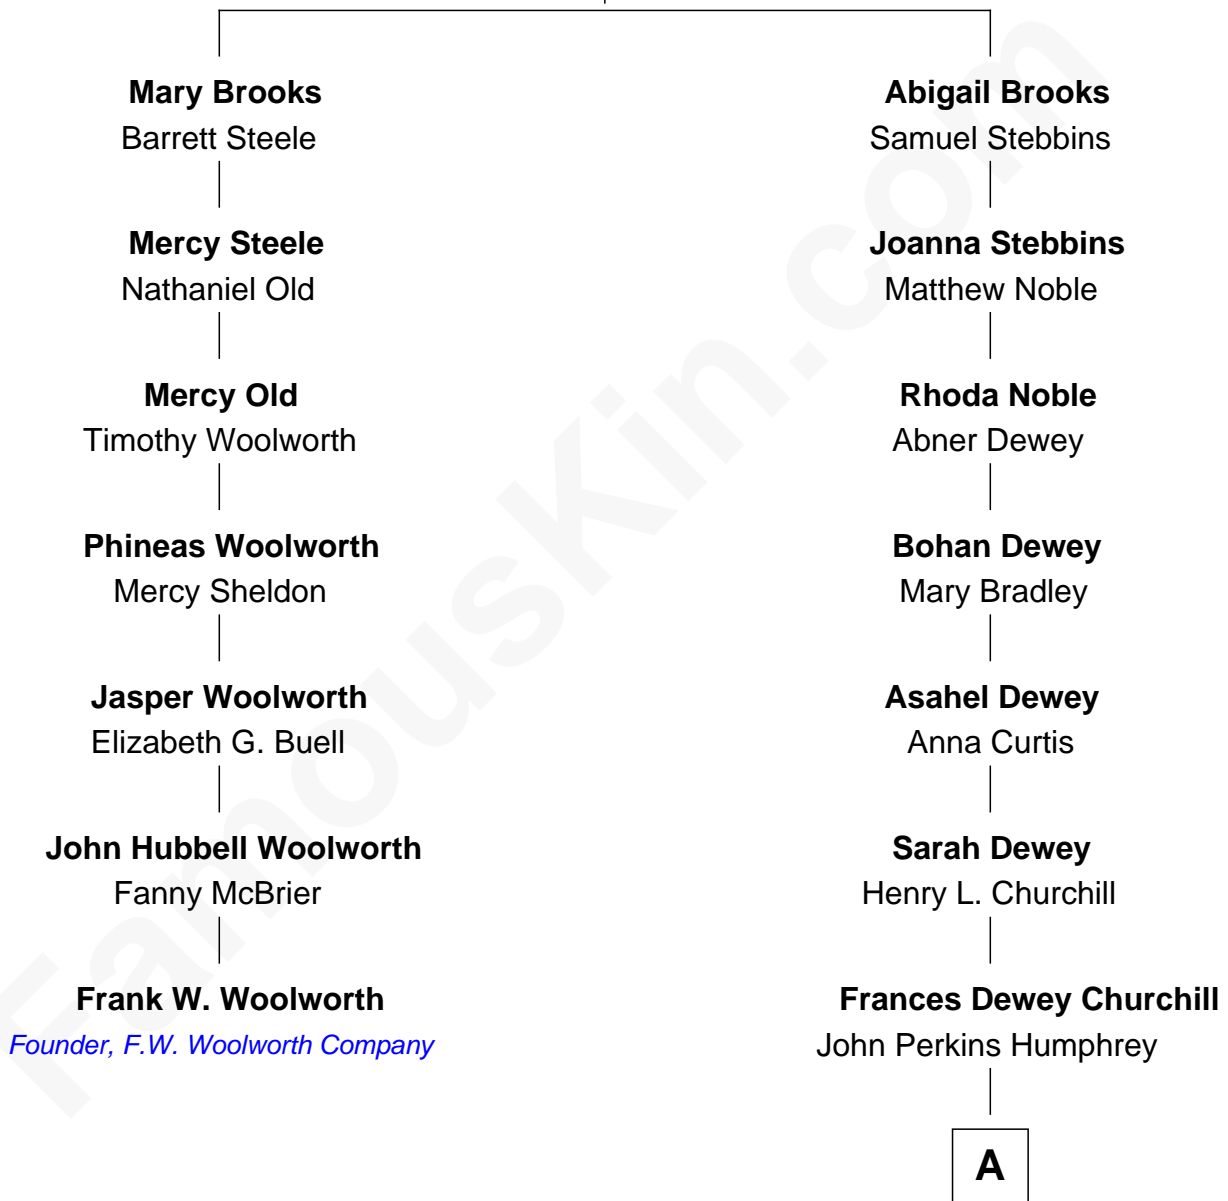 Mary Brooks
Barrett Steele
Abigail Brooks
Samuel Stebbins
Mercy Steele
Nathaniel Old
Joanna Stebbins
Matthew Noble
Mercy Old
Timothy Woolworth
Rhoda Noble
Abner Dewey
Phineas Woolworth
Mercy Sheldon
Bohan Dewey
Mary Bradley
Jasper Woolworth
Elizabeth G. Buell
Asahel Dewey
Anna Curtis
John Hubbell Woolworth
Fanny McBrier
Sarah Dewey
Henry L. Churchill
Frank W. Woolworth
Founder, F.W. Woolworth Company
Frances Dewey Churchill
John Perkins Humphrey
A
FamousKin.com